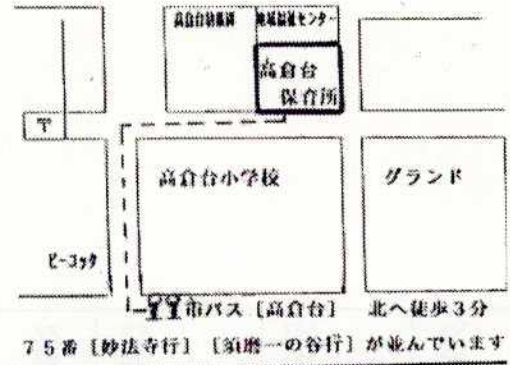 高倉台幼稚園
地域福祉センター
高倉台
保育所
〒
高倉台小学校
グランド
ピーコック
市バス [高倉台] 北へ徒歩3分
75番 [妙法寺行] [須磨一の谷行] が並んでいます